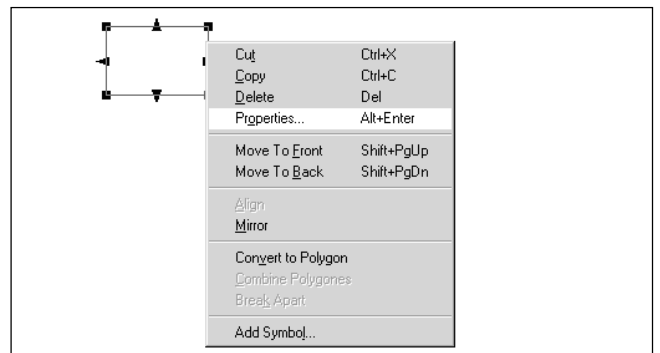 Cut Ctrl+X
Copy Ctrl+C
Delete Del
Properties... Alt+Enter
Move To Front Shift+PgUp
Move To Back Shift+PgDn
Align
Mirror
Convert to Polygon
Combine Polygones
Break Apart
Add Symbol...